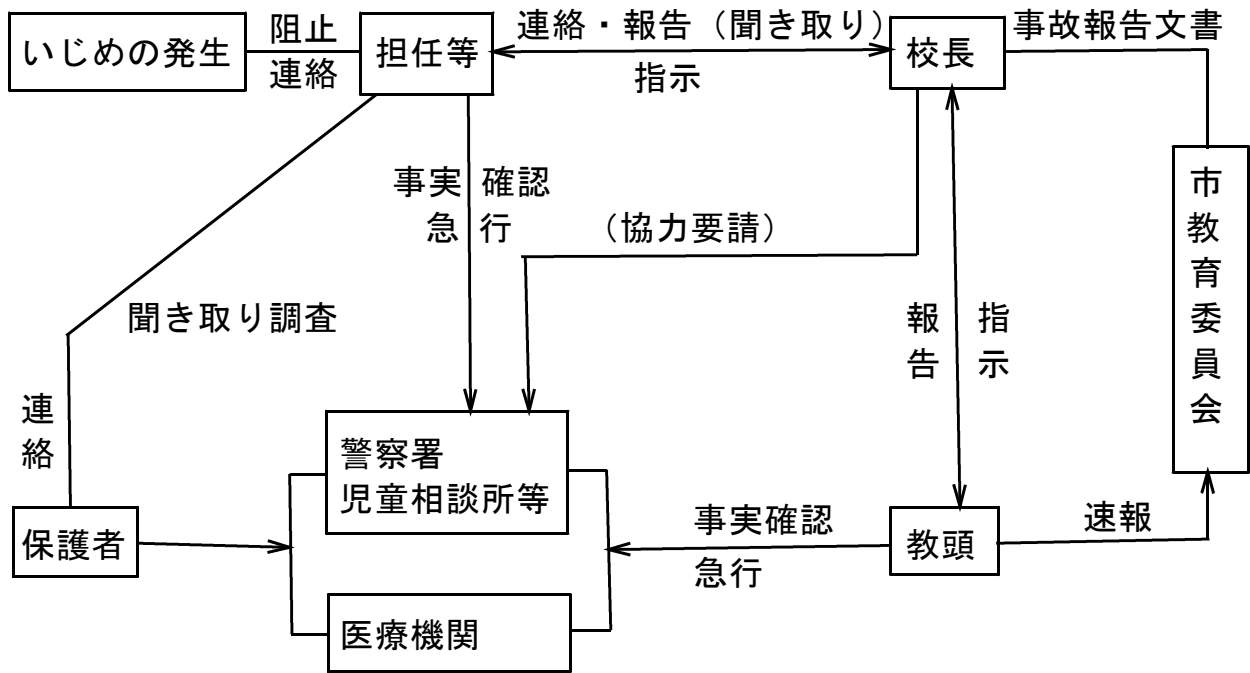 いじめの発生
阻止
連絡
担任等
連絡・報告（聞き取り）
指示
校長
事故報告文書
市教育委員会
事実確認
急行
（協力要請）
聞き取り調査
報告
指示
連絡
警察署
児童相談所等
保護者
事実確認
急行
教頭
速報
医療機関